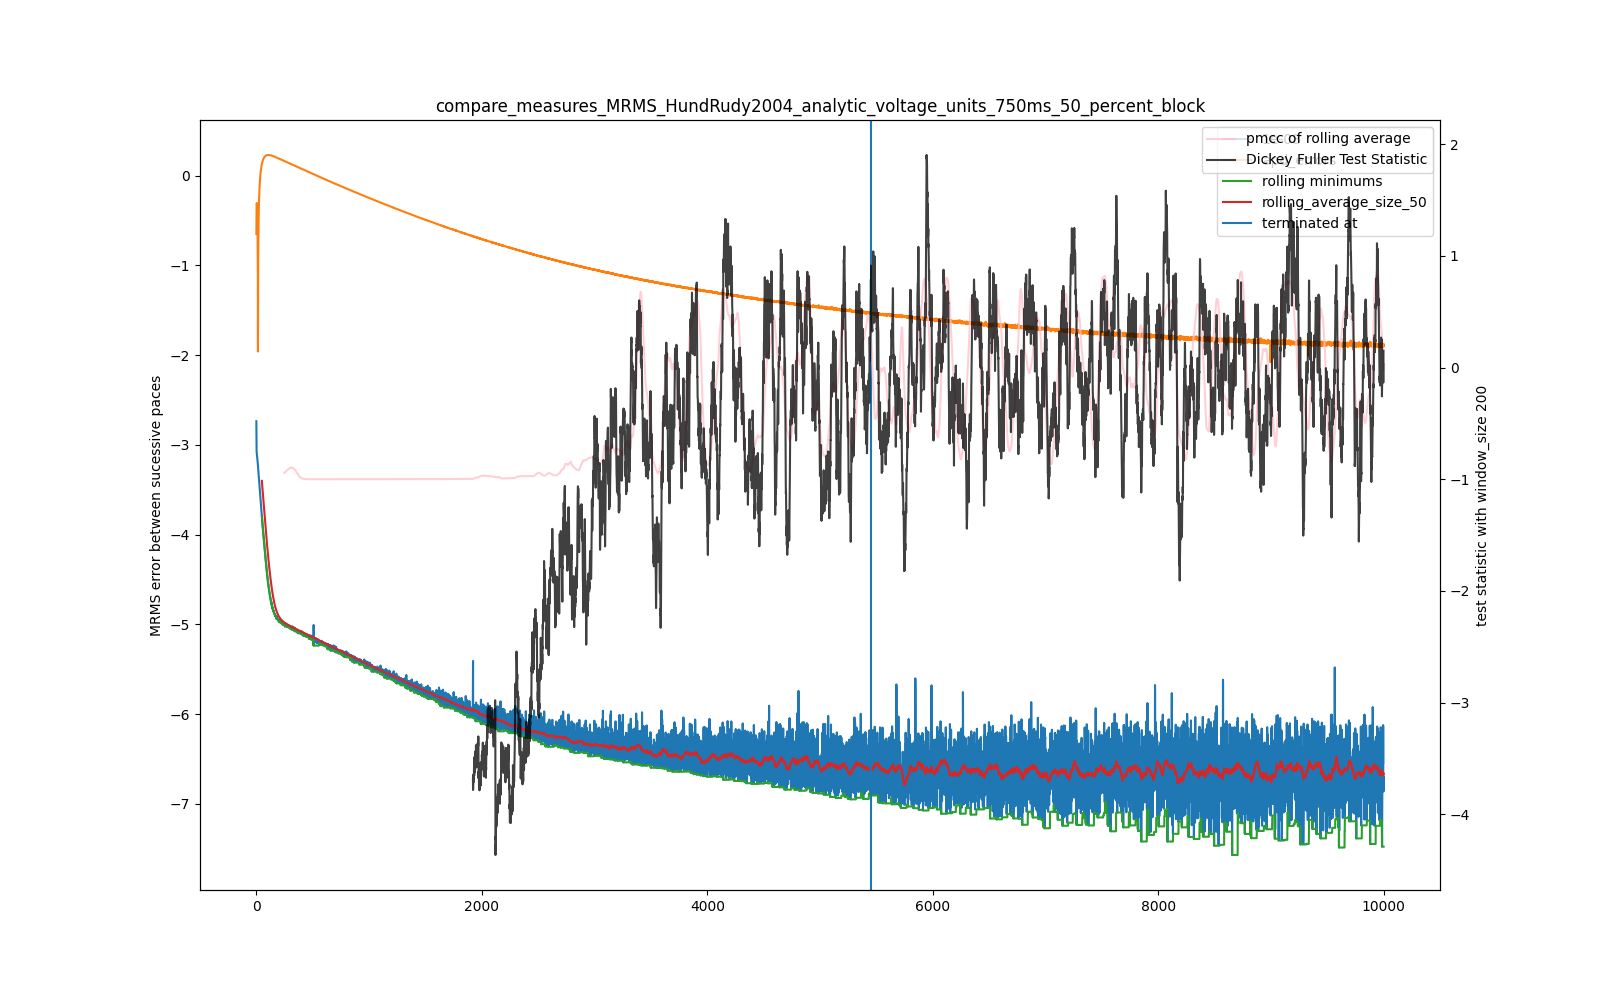 compare_measures_MRMS_HundRudy2004_analytic_voltage_units_750ms_50_percent_block
pmcc of rolling average
Dickey Fuller Test Statistic
rolling minimums
rolling_average_size_50
terminated at
MRMS error between sucessive paces
0
−1
−2
−3
−4
−5
−6
−7
test statistic with window_size 200
2
1
0
−1
−2
−3
−4
0
2000
4000
6000
8000
10000